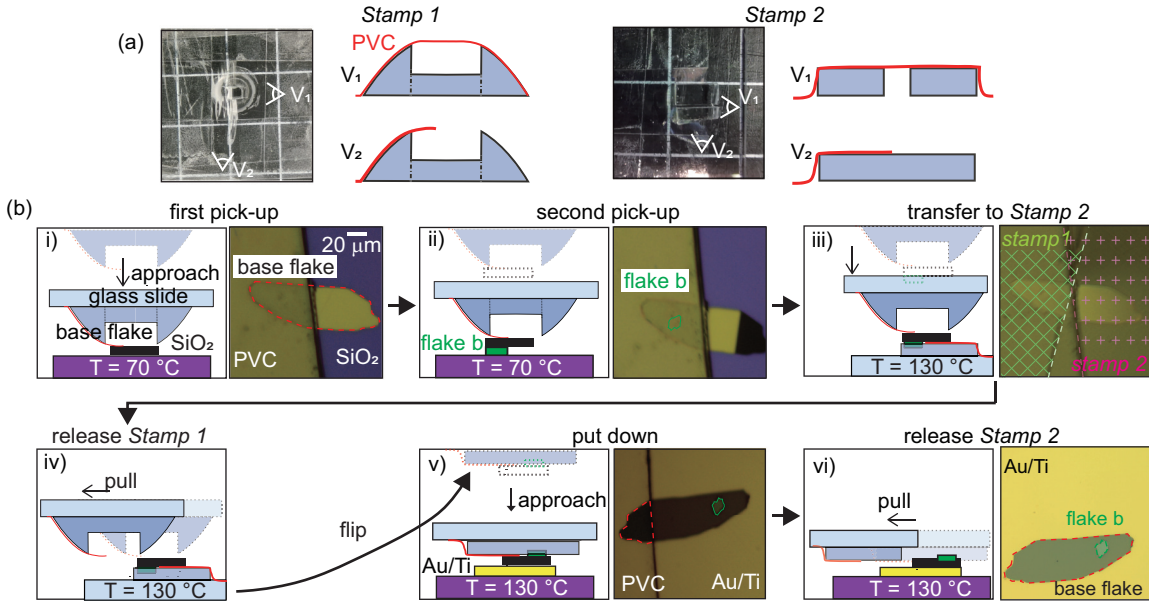 (a)
Stamp 1
Stamp 2
PVC
V₁
V₁
V₂
V₂
V₁
V₁
V₂
V₂
(b)
first pick-up
second pick-up
transfer to Stamp 2
i)
approach
glass slide
base flake
SiO₂
T = 70 °C
20 μm
base flake
PVC
SiO₂
ii)
flake b
T = 70 °C
flake b
iii)
T = 130 °C
stamp1
stamp 2
release Stamp 1
put down
release Stamp 2
iv)
pull
T = 130 °C
flip
v)
approach
Au/Ti
T = 130 °C
PVC
Au/Ti
vi)
pull
T = 130 °C
Au/Ti
flake b
base flake